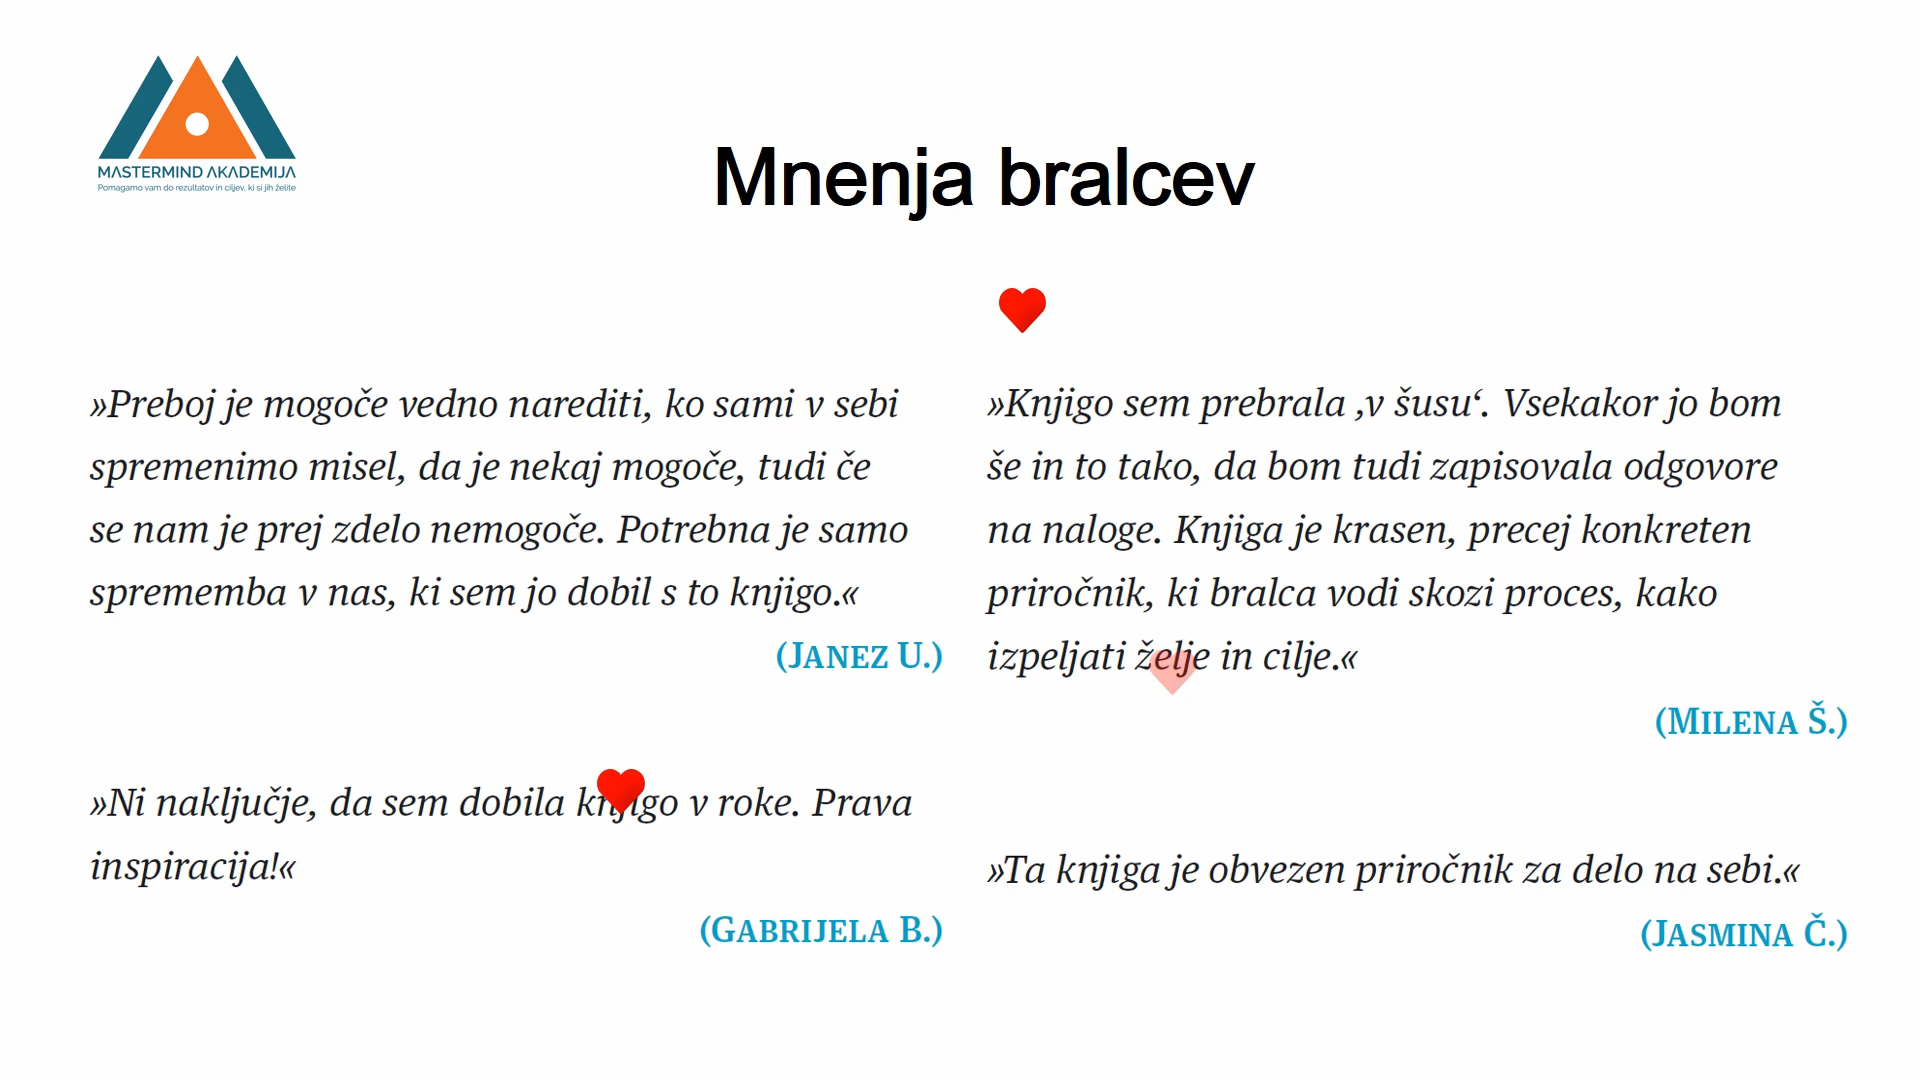 MASTERMIND AKADEMIJA
Pomagamo vam do rezultatov in ciljev, ki si jih želite
Mnenja bralcev
»Preboj je mogoče vedno narediti, ko sami v sebi
spremenimo misel, da je nekaj mogoče, tudi če
se nam je prej zdelo nemogoče. Potrebna je samo
sprememba v nas, ki sem jo dobil s to knjigo.«
(JANEZ U.)
»Ni naključje, da sem dobila knjigo v roke. Prava
inspiracija!«
(GABRIJELA B.)
»Knjigo sem prebrala ‚v šusu‘. Vsekakor jo bom
še in to tako, da bom tudi zapisovala odgovore
na naloge. Knjiga je krasen, precej konkreten
priročnik, ki bralca vodi skozi proces, kako
izpeljati želje in cilje.«
(MILENA Š.)
»Ta knjiga je obvezen priročnik za delo na sebi.«
(JASMINA Č.)